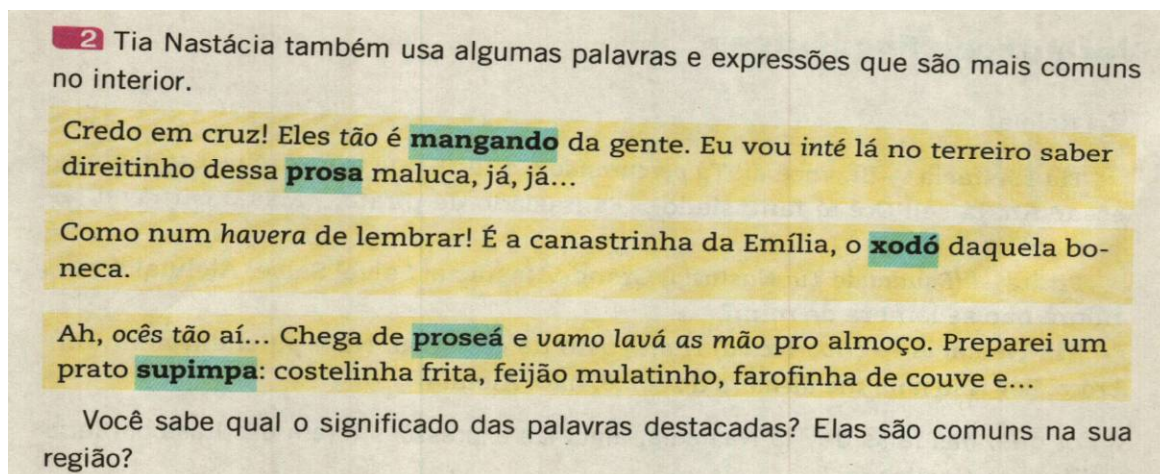 2 Tia Nastácia também usa algumas palavras e expressões que são mais comuns
no interior.
Credo em cruz! Eles tão é mangando da gente. Eu vou inté lá no terreiro saber
direitinho dessa prosa maluca, já, já...
Como num havera de lembrar! É a canastrinha da Emília, o xodó daquela bo-
neca.
Ah, ocês tão aí... Chega de proseá e vamo lavá as mão pro almoço. Preparei um
prato supimpa: costelinha frita, feijão mulatinho, farofinha de couve e...
Você sabe qual o significado das palavras destacadas? Elas são comuns na sua
região?